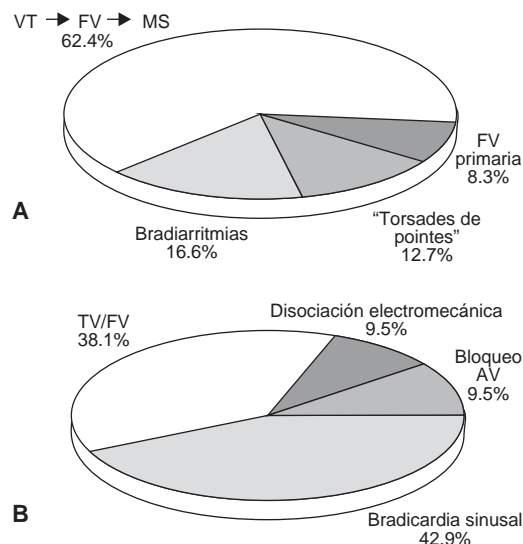 VT → FV → MS
62.4%
FV
primaria
8.3%
“Torsades de
pointes”
12.7%
Bradiarritmias
16.6%
A
TV/FV
38.1%
Disociación electromecánica
9.5%
Bloqueo
AV
9.5%
Bradicardia sinusal
42.9%
B